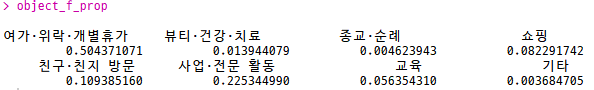 > object_f_prop
여가·위락·개별휴가 뷰티·건강·치료 종교·순례 쇼핑
0.504371071 0.013944079 0.004623943 0.082291742
친구·친지 방문 사업·전문 활동 교육 기타
0.109385160 0.225344990 0.056354310 0.003684705